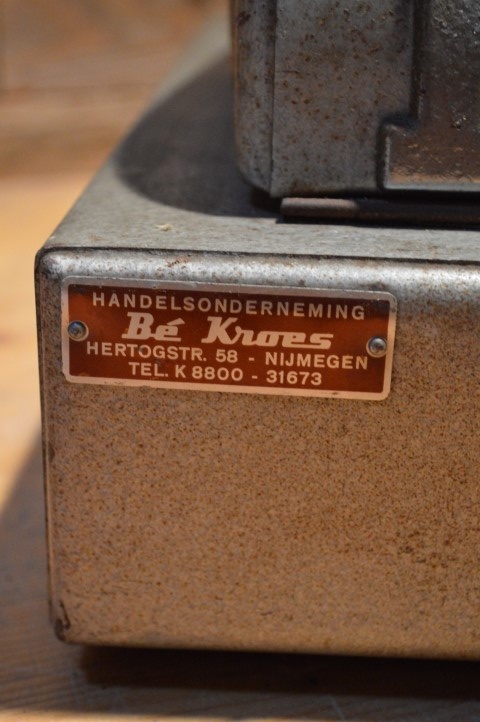 HANDELSONDERNEMING
Bé Kroes
HERTOGSTR. 58 - NIJMEGEN
TEL. K 8800 - 31673